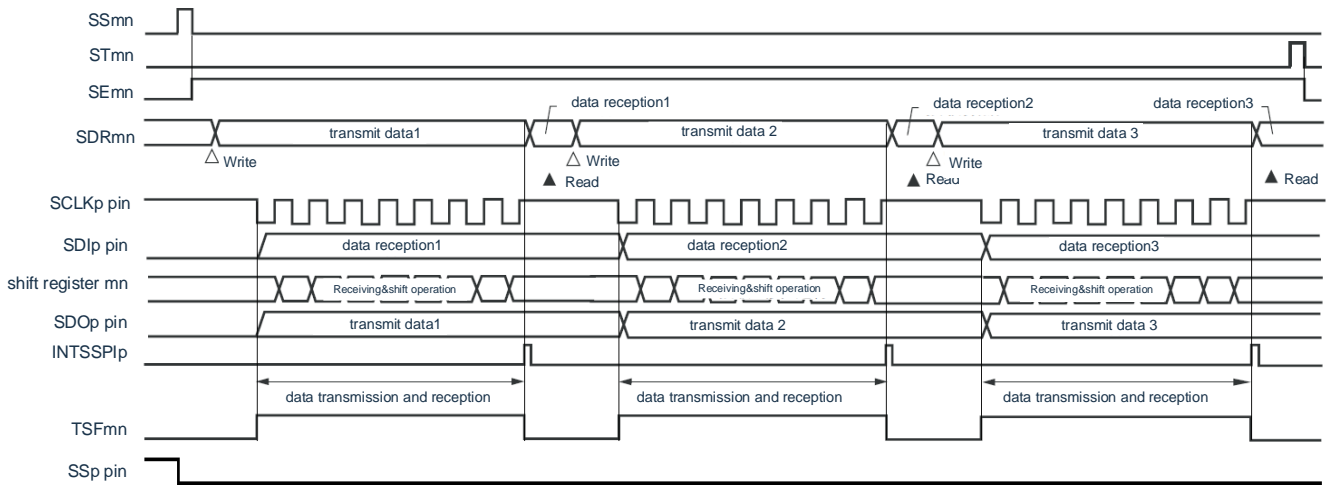 SSmn
STmn
SEmn
data reception1 data reception2 data reception3
SDRmn transmit data1 transmit data 2 transmit data 3
Write Write Write
Read Read Read
SCLKp pin
SDIp pin data reception1 data reception2 data reception3
shift register mn Receiving&shift operation Receiving&shift operation Receiving&shift operation
SDOp pin transmit data1 transmit data 2 transmit data 3
INTSSPIp
data transmission and reception data transmission and reception data transmission and reception
TSFmn
SSp pin